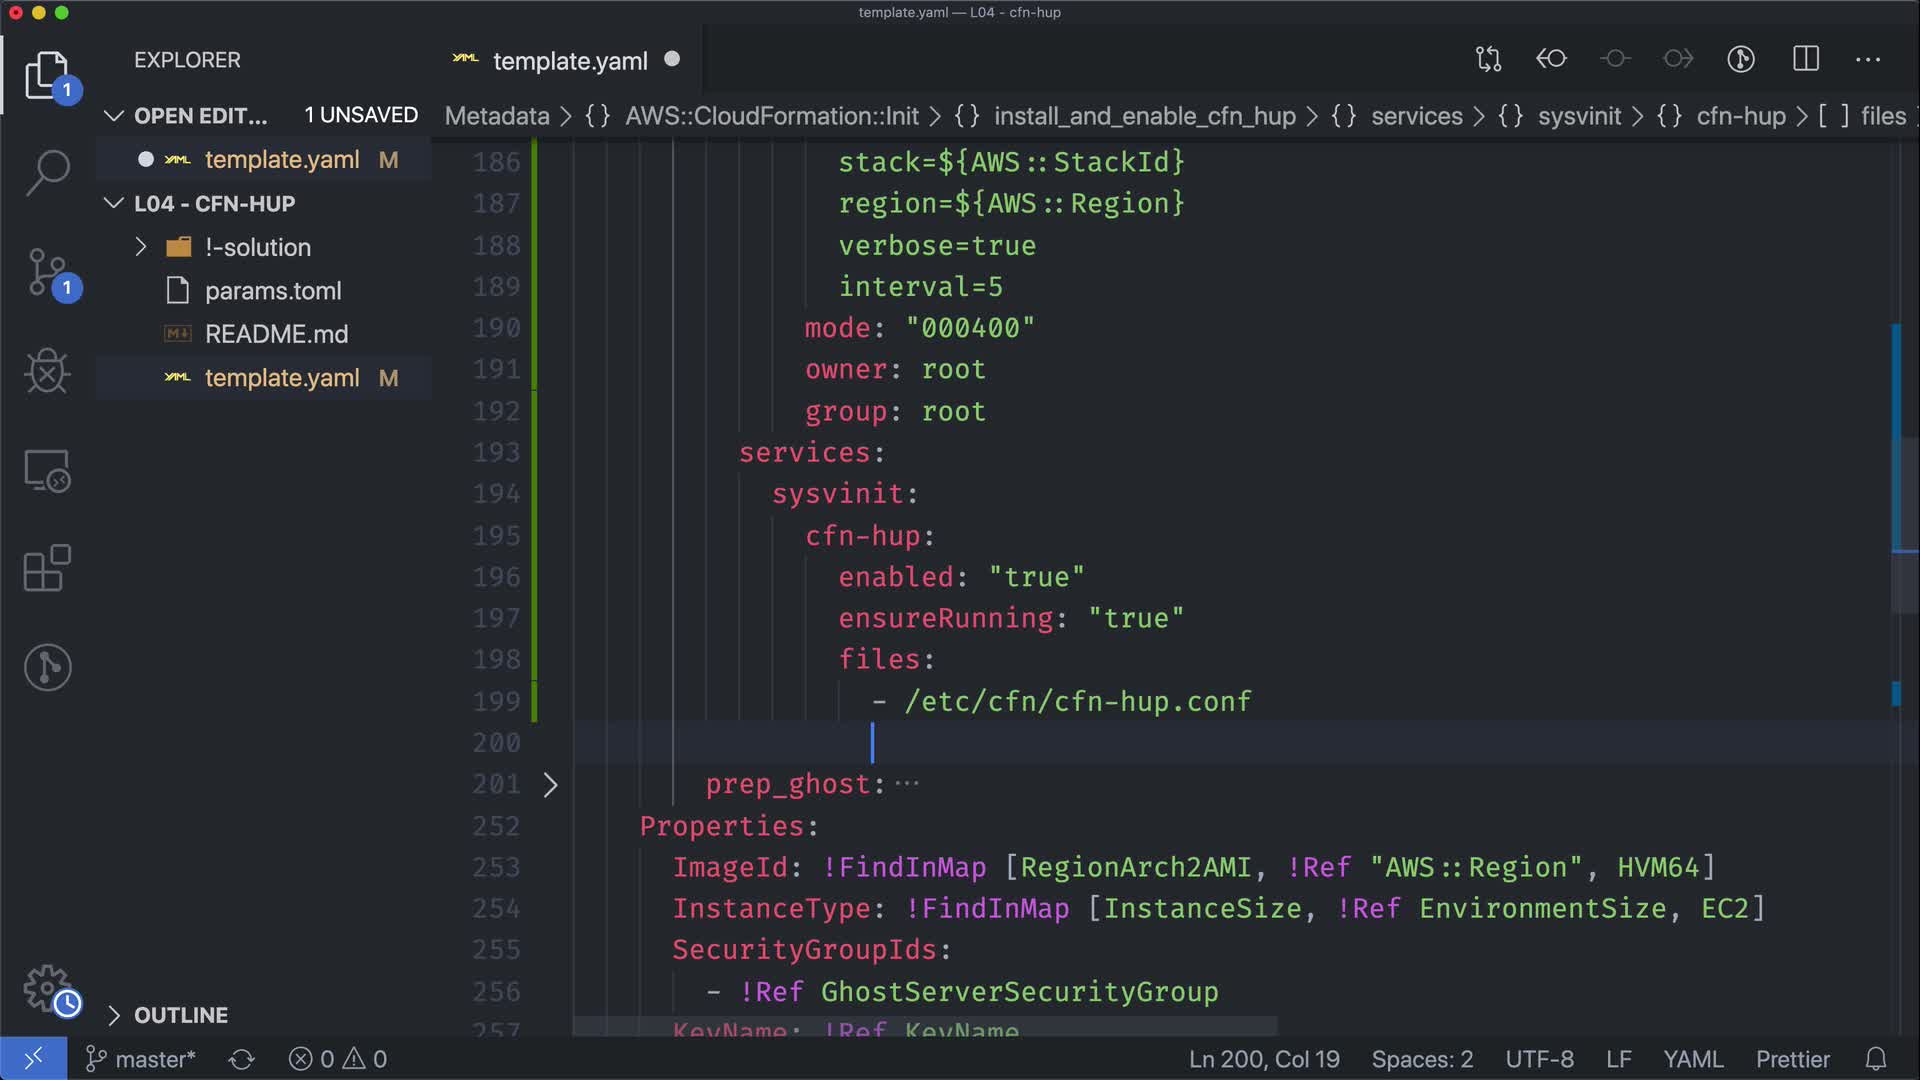 template.yaml — L04 - cfn-hup
EXPLORER
template.yaml
1
OPEN EDIT... 1 UNSAVED
Metadata > {} AWS::CloudFormation::Init > {} install_and_enable_cfn_hup > {} services > {} sysvinit > {} cfn-hup > [ ] files
template.yaml M
L04 - CFN-HUP
!-solution
params.toml
README.md
template.yaml M
1
186 stack=${AWS::StackId}
187 region=${AWS::Region}
188 verbose=true
189 interval=5
190 mode: "000400"
191 owner: root
192 group: root
193 services:
194 sysvinit:
195 cfn-hup:
196 enabled: "true"
197 ensureRunning: "true"
198 files:
199 - /etc/cfn/cfn-hup.conf
200
201 prep_ghost: ...
252 Properties:
253 ImageId: !FindInMap [RegionArch2AMI, !Ref "AWS::Region", HVM64]
254 InstanceType: !FindInMap [InstanceSize, !Ref EnvironmentSize, EC2]
255 SecurityGroupIds:
256 - !Ref GhostServerSecurityGroup
257 KeyName: !Ref KeyName
OUTLINE
master* 0 0 Ln 200, Col 19 Spaces: 2 UTF-8 LF YAML Prettier